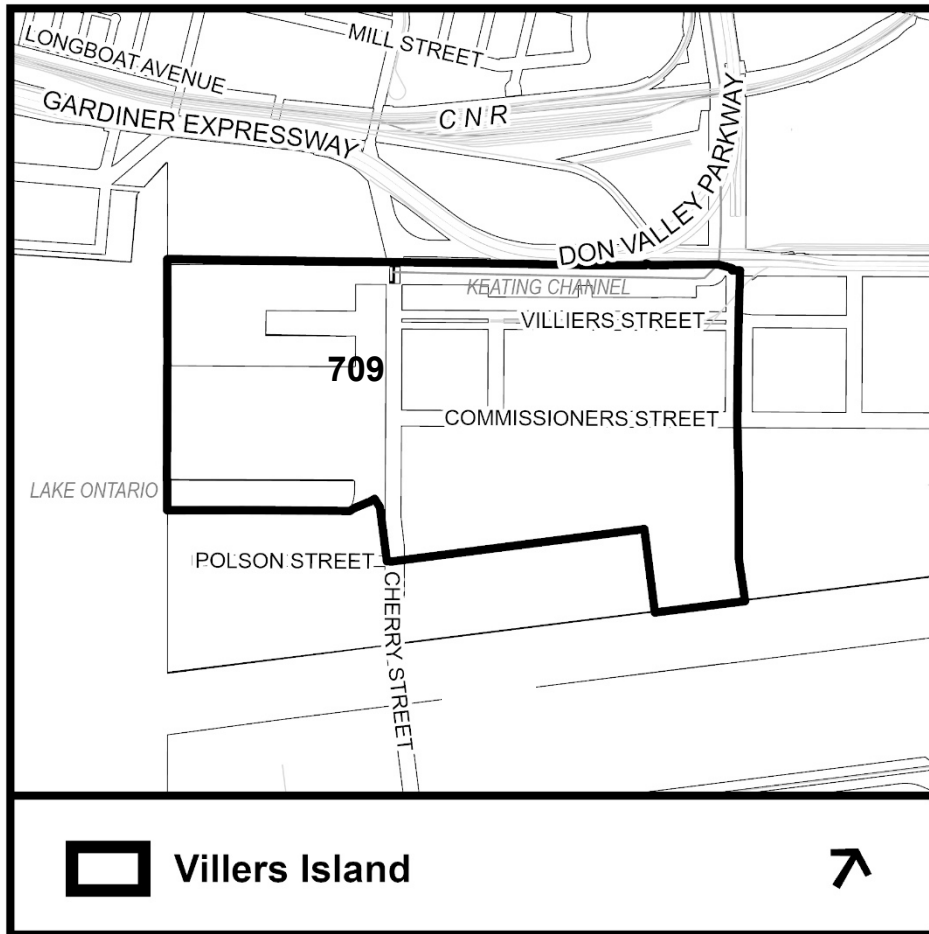 MILL STREET
LONGBOAT AVENUE
CNR
GARDINER EXPRESSWAY
DON VALLEY PARKWAY
KEATING CHANNEL
VILLIERS STREET
709
COMMISSIONERS STREET
LAKE ONTARIO
POLSON STREET
CHERRY STREET
Villers Island